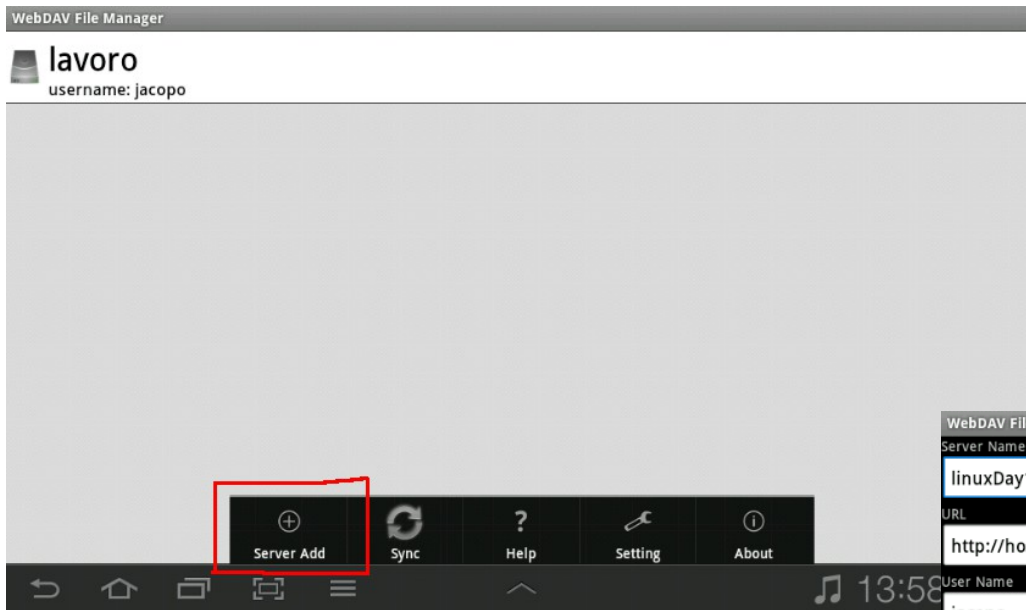 WebDAV File Manager
lavoro
username: jacopo
Server Add
Sync
Help
Setting
About
13:58
WebDAV Fil
Server Name
linuxDay
URL
http://ho
User Name